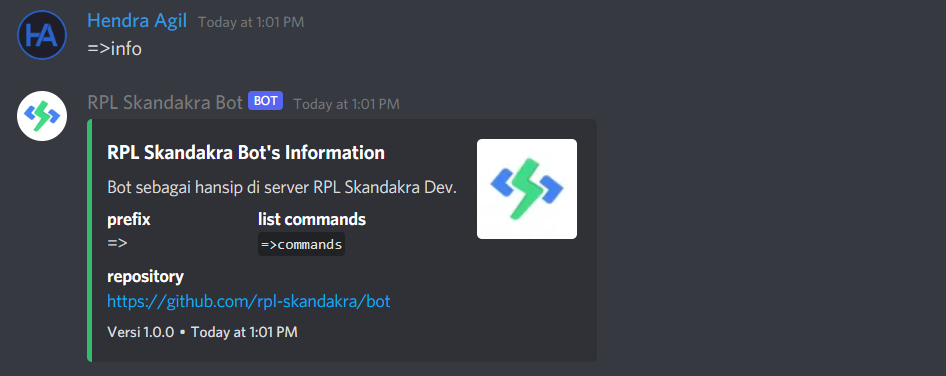 HA
Hendra Agil Today at 1:01 PM
=>info
RPL Skandakra Bot BOT Today at 1:01 PM
RPL Skandakra Bot's Information
Bot sebagai hansip di server RPL Skandakra Dev.
prefix list commands
=> =>commands
repository
https://github.com/rpl-skandakra/bot
Versi 1.0.0 • Today at 1:01 PM